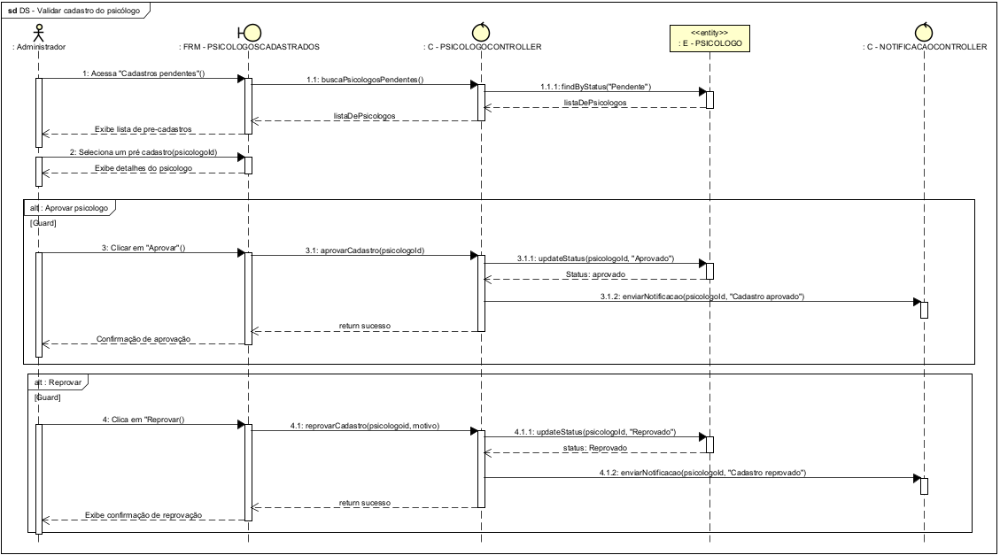 sd DS - Validar cadastro do psicólogo
: Administrador
: FRM - PSICOLOGOSCADASTRADOS
: C - PSICOLOGOCONTROLLER
<<entity>>
: E - PSICOLOGO
: C - NOTIFICACAOCONTROLLER
1: Acessa "Cadastros pendentes"()
1.1: buscaPsicologosPendentes()
1.1.1: findByStatus("Pendente")
listaDePsicologos
listaDePsicologos
Exibe lista de pre-cadastros
2: Seleciona um pré cadastro(psicologoId)
Exibe detalhes do psicologo
alt : Aprovar psicologo
[Guard]
3: Clicar em "Aprovar"()
3.1: aprovarCadastro(psicologoId)
3.1.1: updateStatus(psicologoId, "Aprovado")
Status: aprovado
3.1.2: enviarNotificacao(psicologoId, "Cadastro aprovado")
return sucesso
Confirmação de aprovação
alt : Reprovar
[Guard]
4: Clica em "Reprovar()
4.1: reprovarCadastro(psicologoid, motivo)
4.1.1: updateStatus(psicologoId, "Reprovado")
status: Reprovado
4.1.2: enviarNotificacao(psicologoId, "Cadastro reprovado")
return sucesso
Exibe confirmação de reprovação